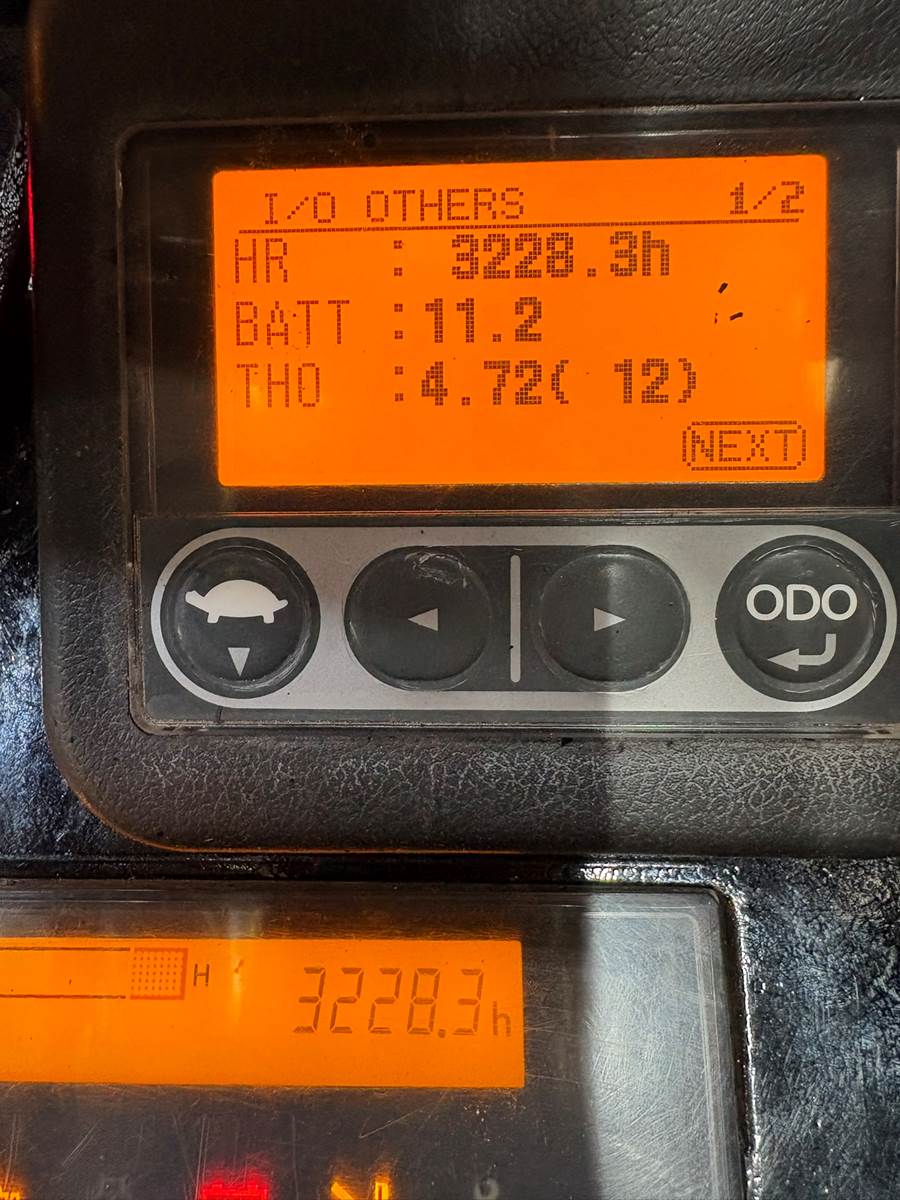 I/O OTHERS 1/2
HR : 3228.3h
BATT :11.2
THO :4.72( 12)
NEXT
ODO
H 3228.3h